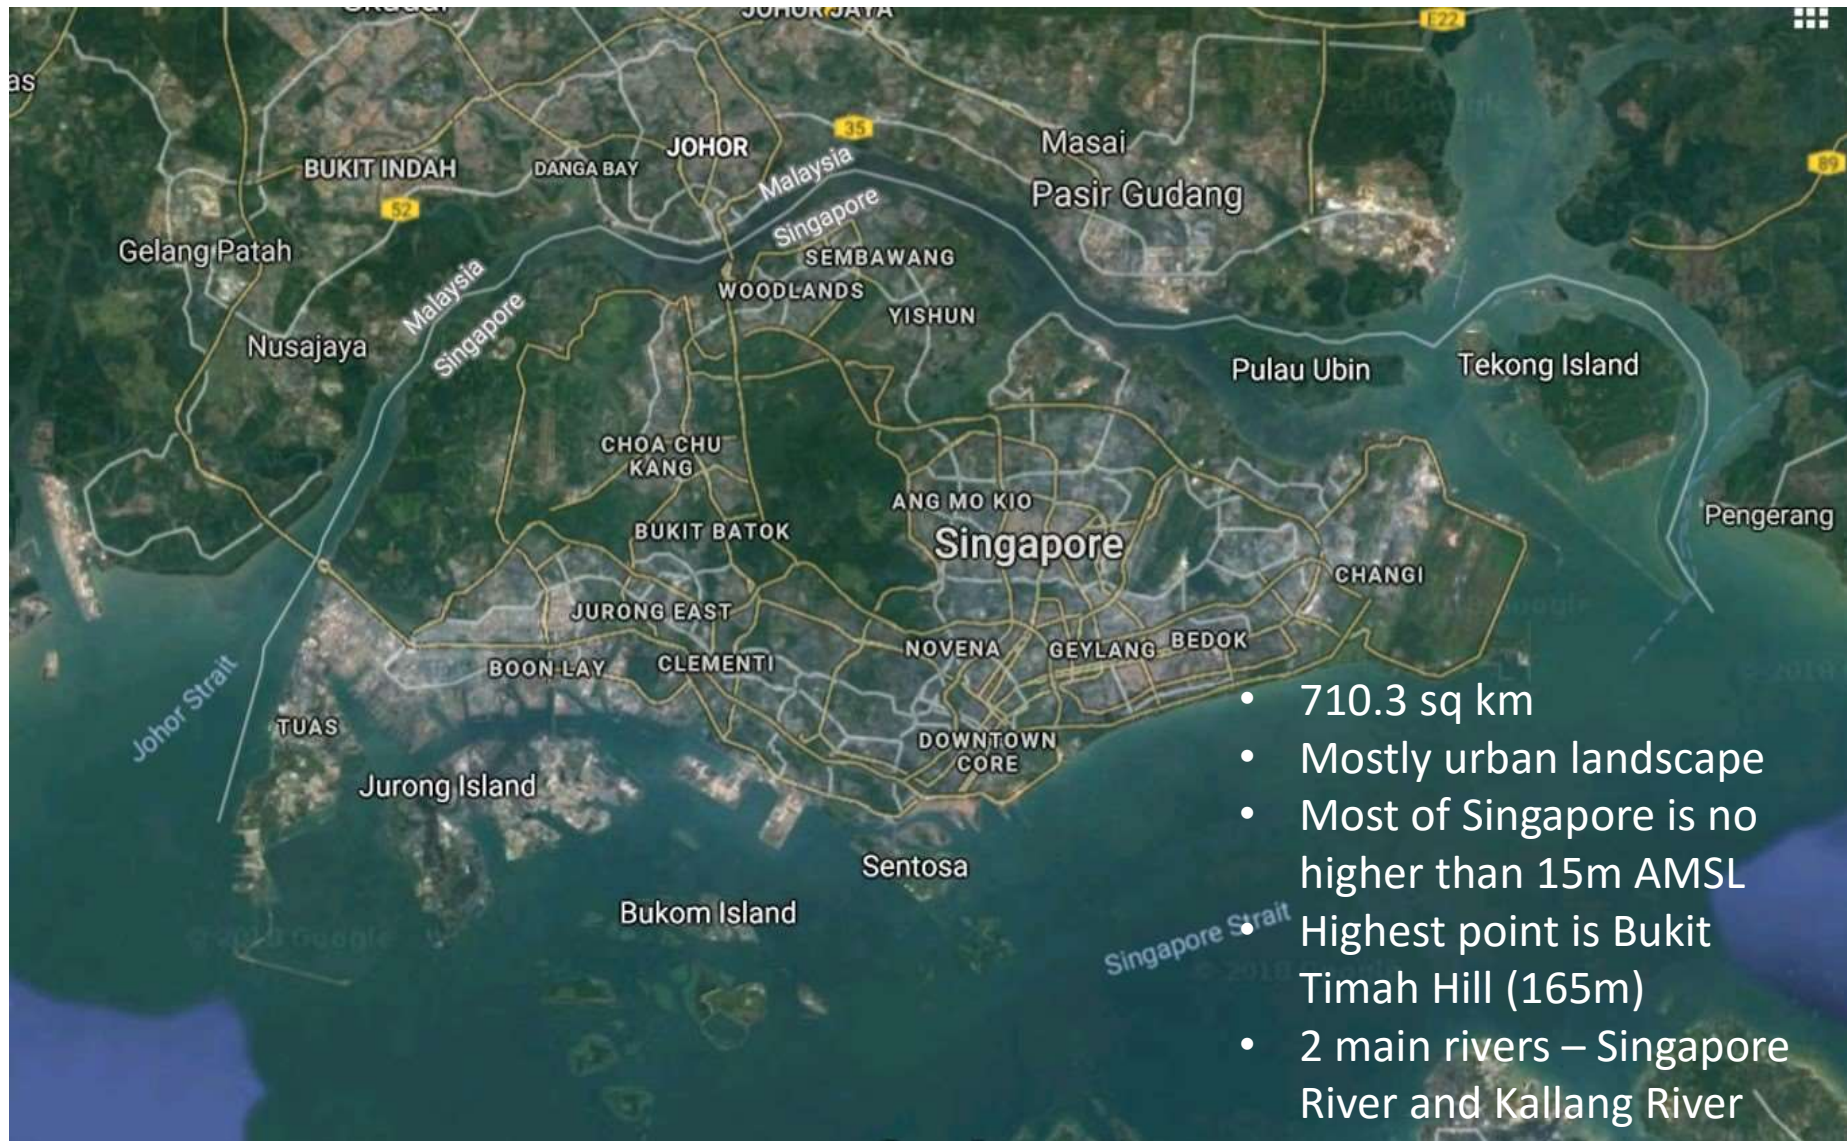 JOHOR JAYA
E22
as
35
Masai
JOHOR
BUKIT INDAH
DANGA BAY
Malaysia
89
Pasir Gudang
52
Singapore
Gelang Patah
SEMBAWANG
Malaysia
WOODLANDS
YISHUN
Singapore
Nusajaya
Pulau Ubin
Tekong Island
CHOA CHU
KANG
ANG MO KIO
Pengerang
BUKIT BATOK
Singapore
CHANGI
JURONG EAST
NOVENA
GEYLANG
BEDOK
BOON LAY
CLEMENTI
Johor Strait
TUAS
DOWNTOWN
CORE
Jurong Island
Sentosa
Bukom Island
Singapore Strait
• 710.3 sq km
• Mostly urban landscape
• Most of Singapore is no
higher than 15m AMSL
• Highest point is Bukit
Timah Hill (165m)
• 2 main rivers – Singapore
River and Kallang River